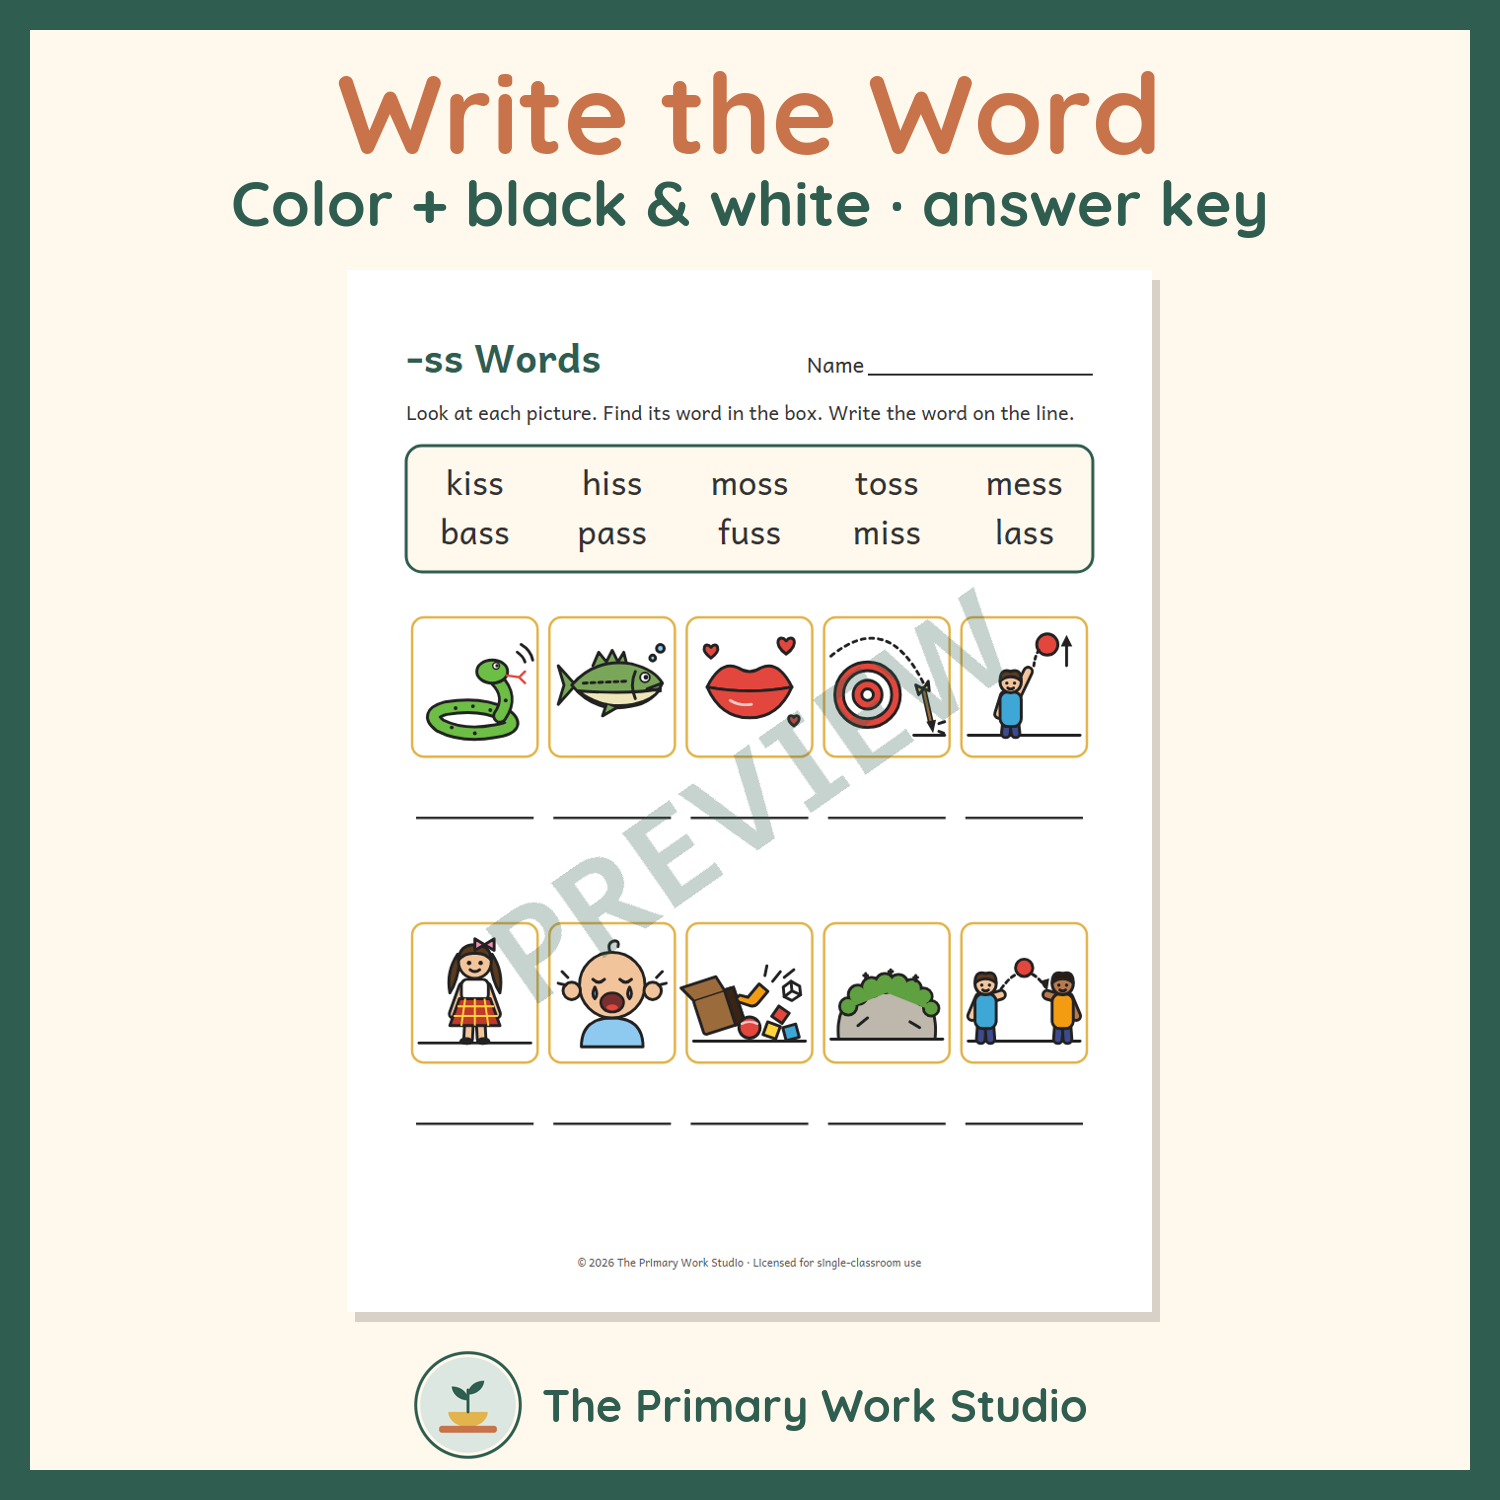 Write the Word
Color + black & white · answer key
-ss Words
Name
Look at each picture. Find its word in the box. Write the word on the line.
kiss hiss moss toss mess
bass pass fuss miss lass
PREVIEW
© 2026 The Primary Work Studio · Licensed for single-classroom use
The Primary Work Studio